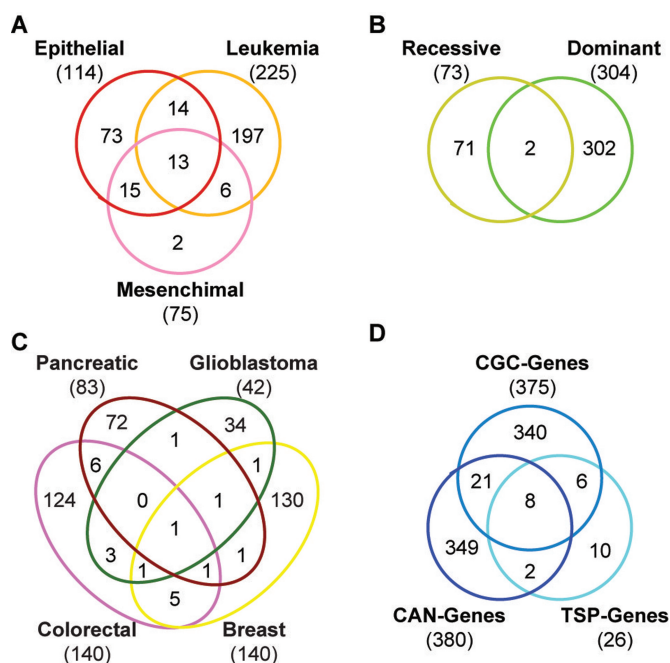 A
Epithelial Leukemia
(114) (225)
14
73 197
13
15 6
2
Mesenchimal
(75)
B
Recessive Dominant
(73) (304)
71 2 302
C
Pancreatic Glioblastoma
(83) (42)
72 34
1
6 1
124 0 1 130
1
3 1 1 1
5
Colorectal Breast
(140) (140)
D
CGC-Genes
(375)
340
21 6
8
349 10
2
CAN-Genes TSP-Genes
(380) (26)